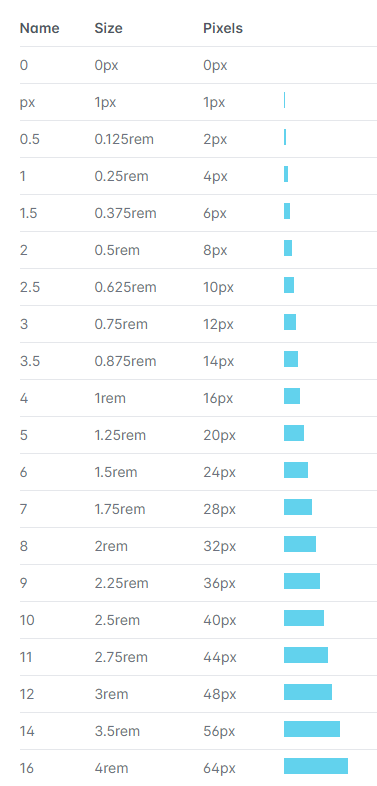 Name Size Pixels
0 0px 0px
px 1px 1px
0.5 0.125rem 2px
1 0.25rem 4px
1.5 0.375rem 6px
2 0.5rem 8px
2.5 0.625rem 10px
3 0.75rem 12px
3.5 0.875rem 14px
4 1rem 16px
5 1.25rem 20px
6 1.5rem 24px
7 1.75rem 28px
8 2rem 32px
9 2.25rem 36px
10 2.5rem 40px
11 2.75rem 44px
12 3rem 48px
14 3.5rem 56px
16 4rem 64px